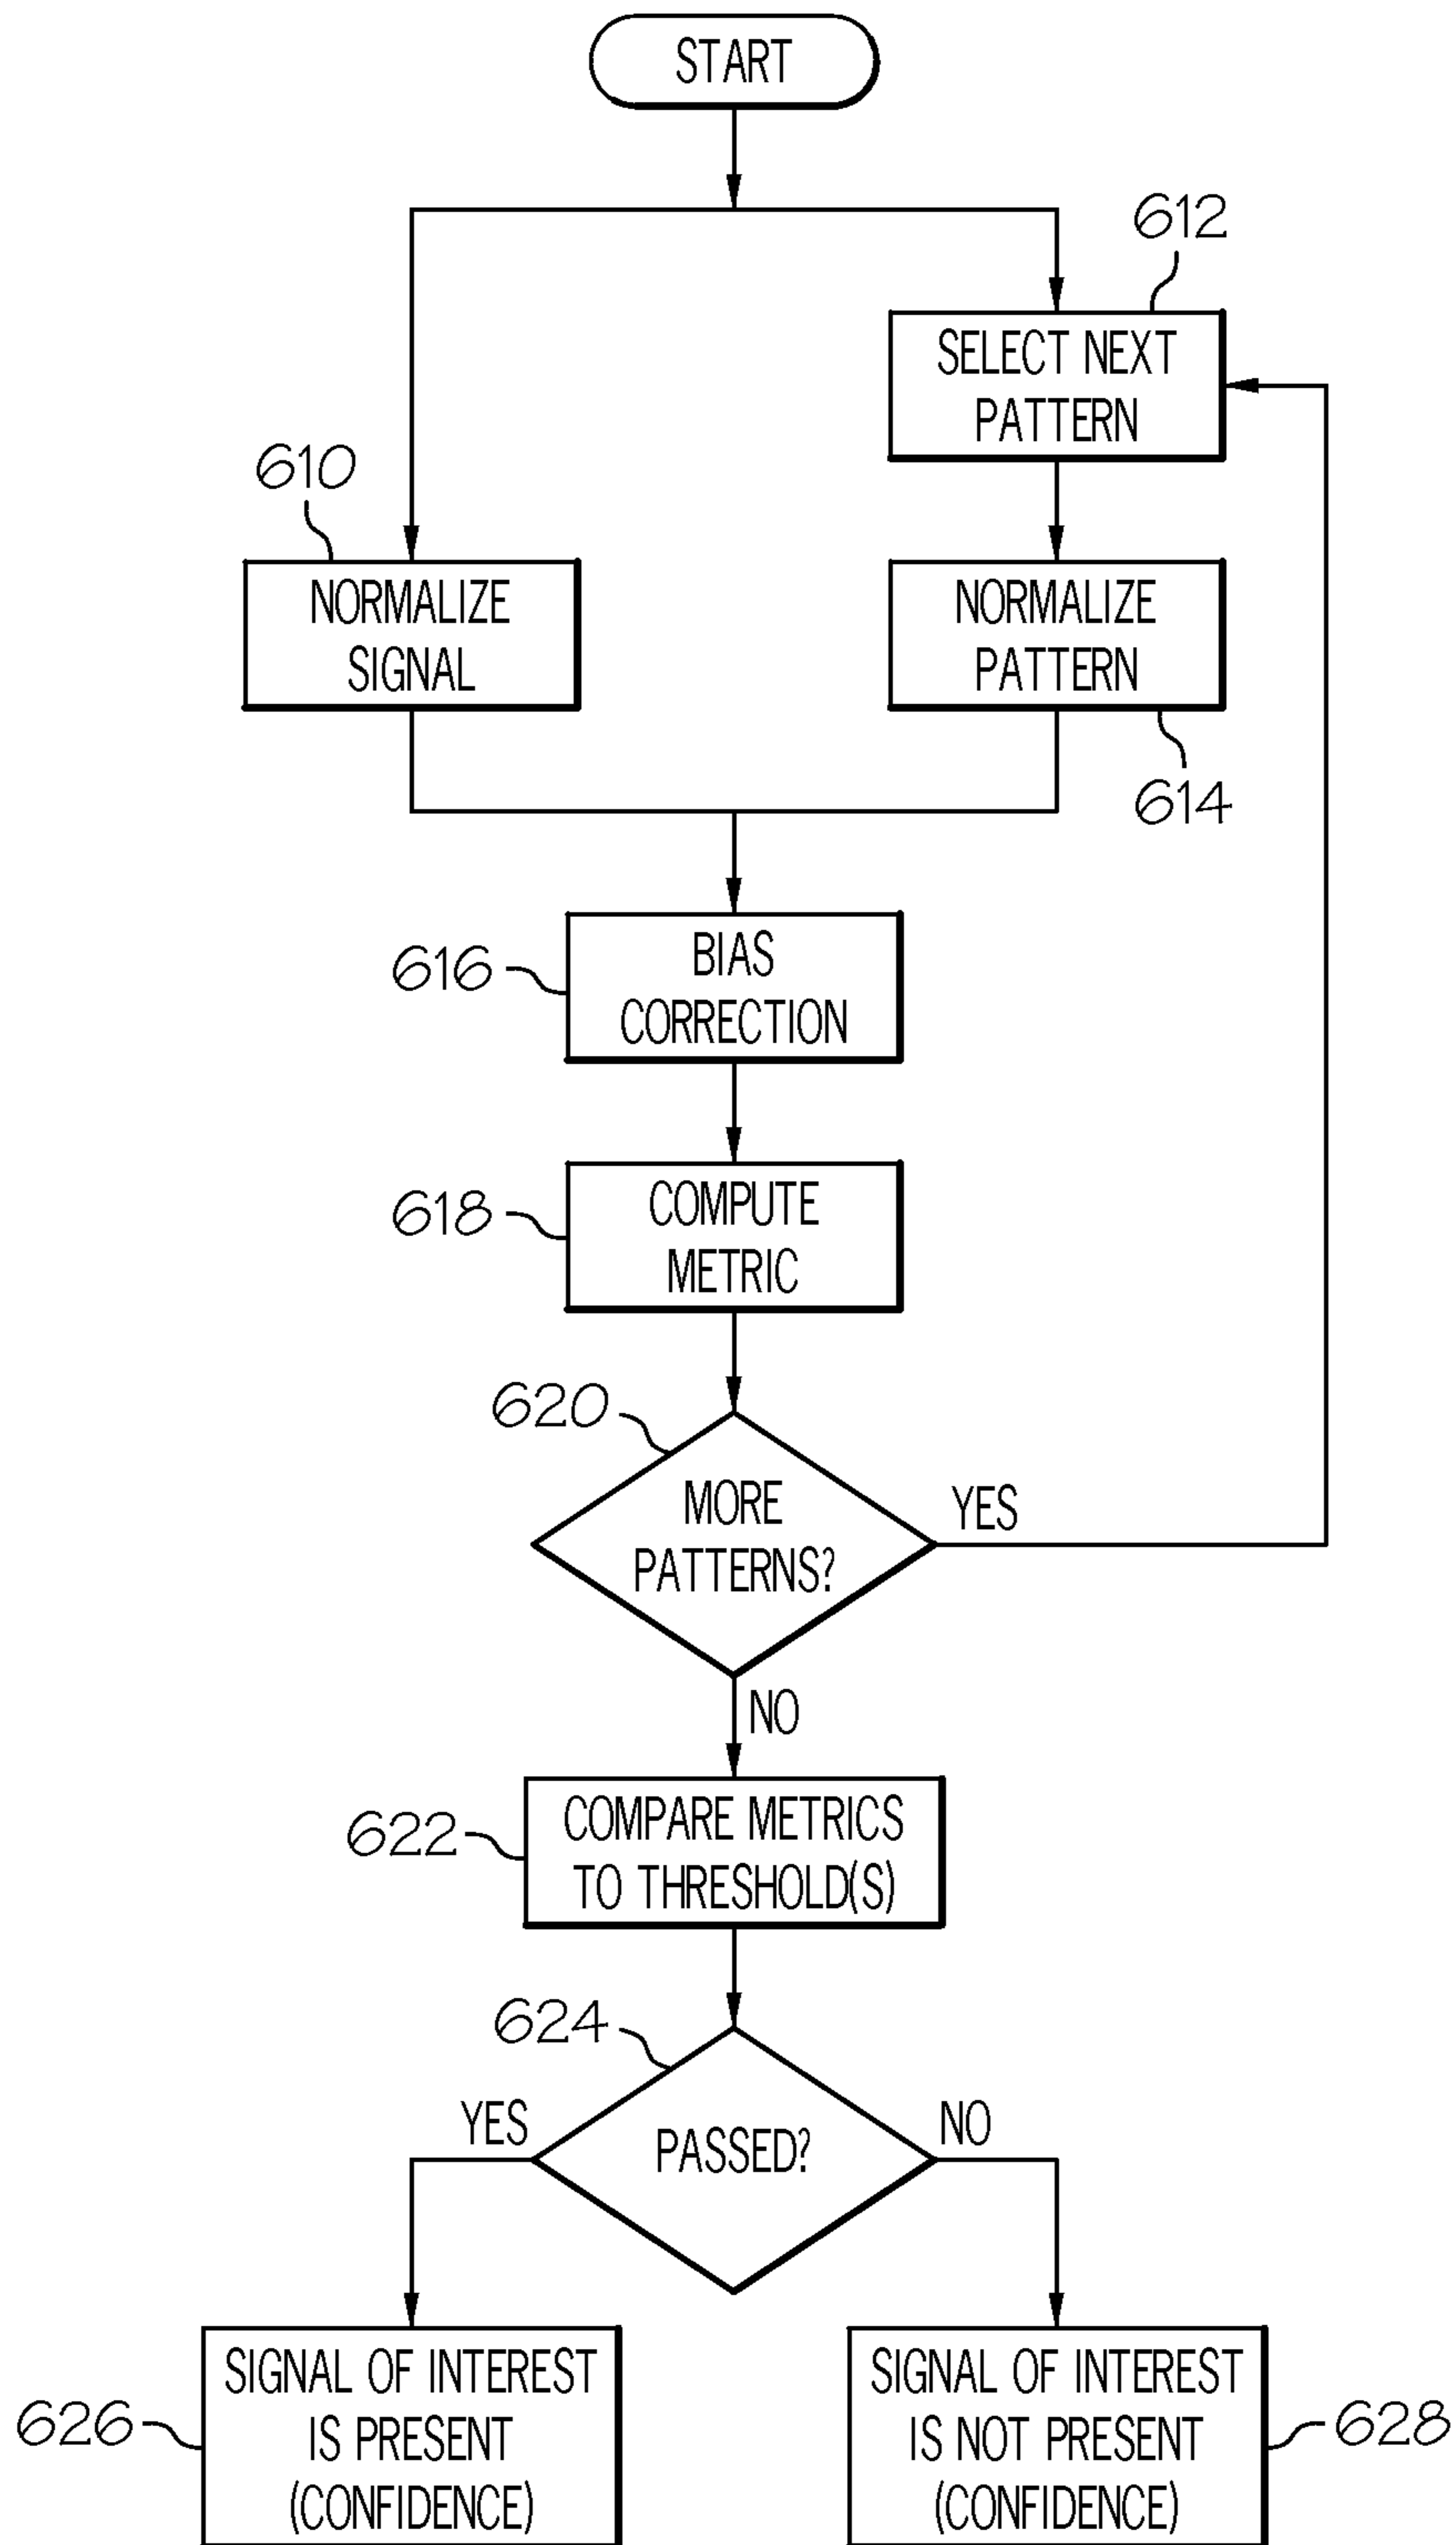 START
612
SELECT NEXT
PATTERN
610
NORMALIZE
SIGNAL
NORMALIZE
PATTERN
614
616
BIAS
CORRECTION
618
COMPUTE
METRIC
620
MORE
PATTERNS?
YES
NO
622
COMPARE METRICS
TO THRESHOLD(S)
624
YES
PASSED?
NO
626
SIGNAL OF INTEREST
IS PRESENT
(CONFIDENCE)
SIGNAL OF INTEREST
IS NOT PRESENT
(CONFIDENCE)
628